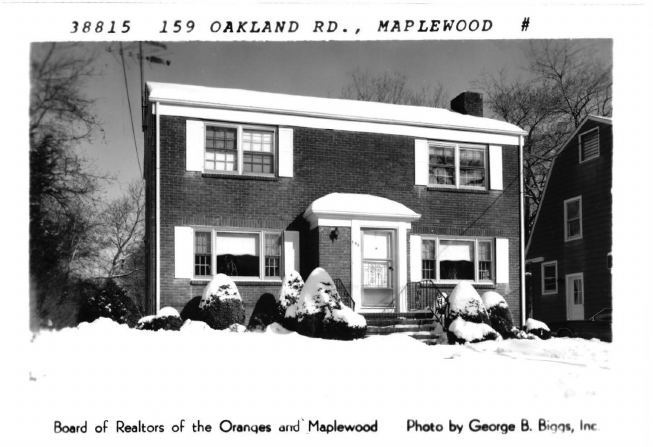 38815 159 OAKLAND RD., MAPLEWOOD #
Board of Realtors of the Oranges and Maplewood Photo by George B. Biggs, Inc.